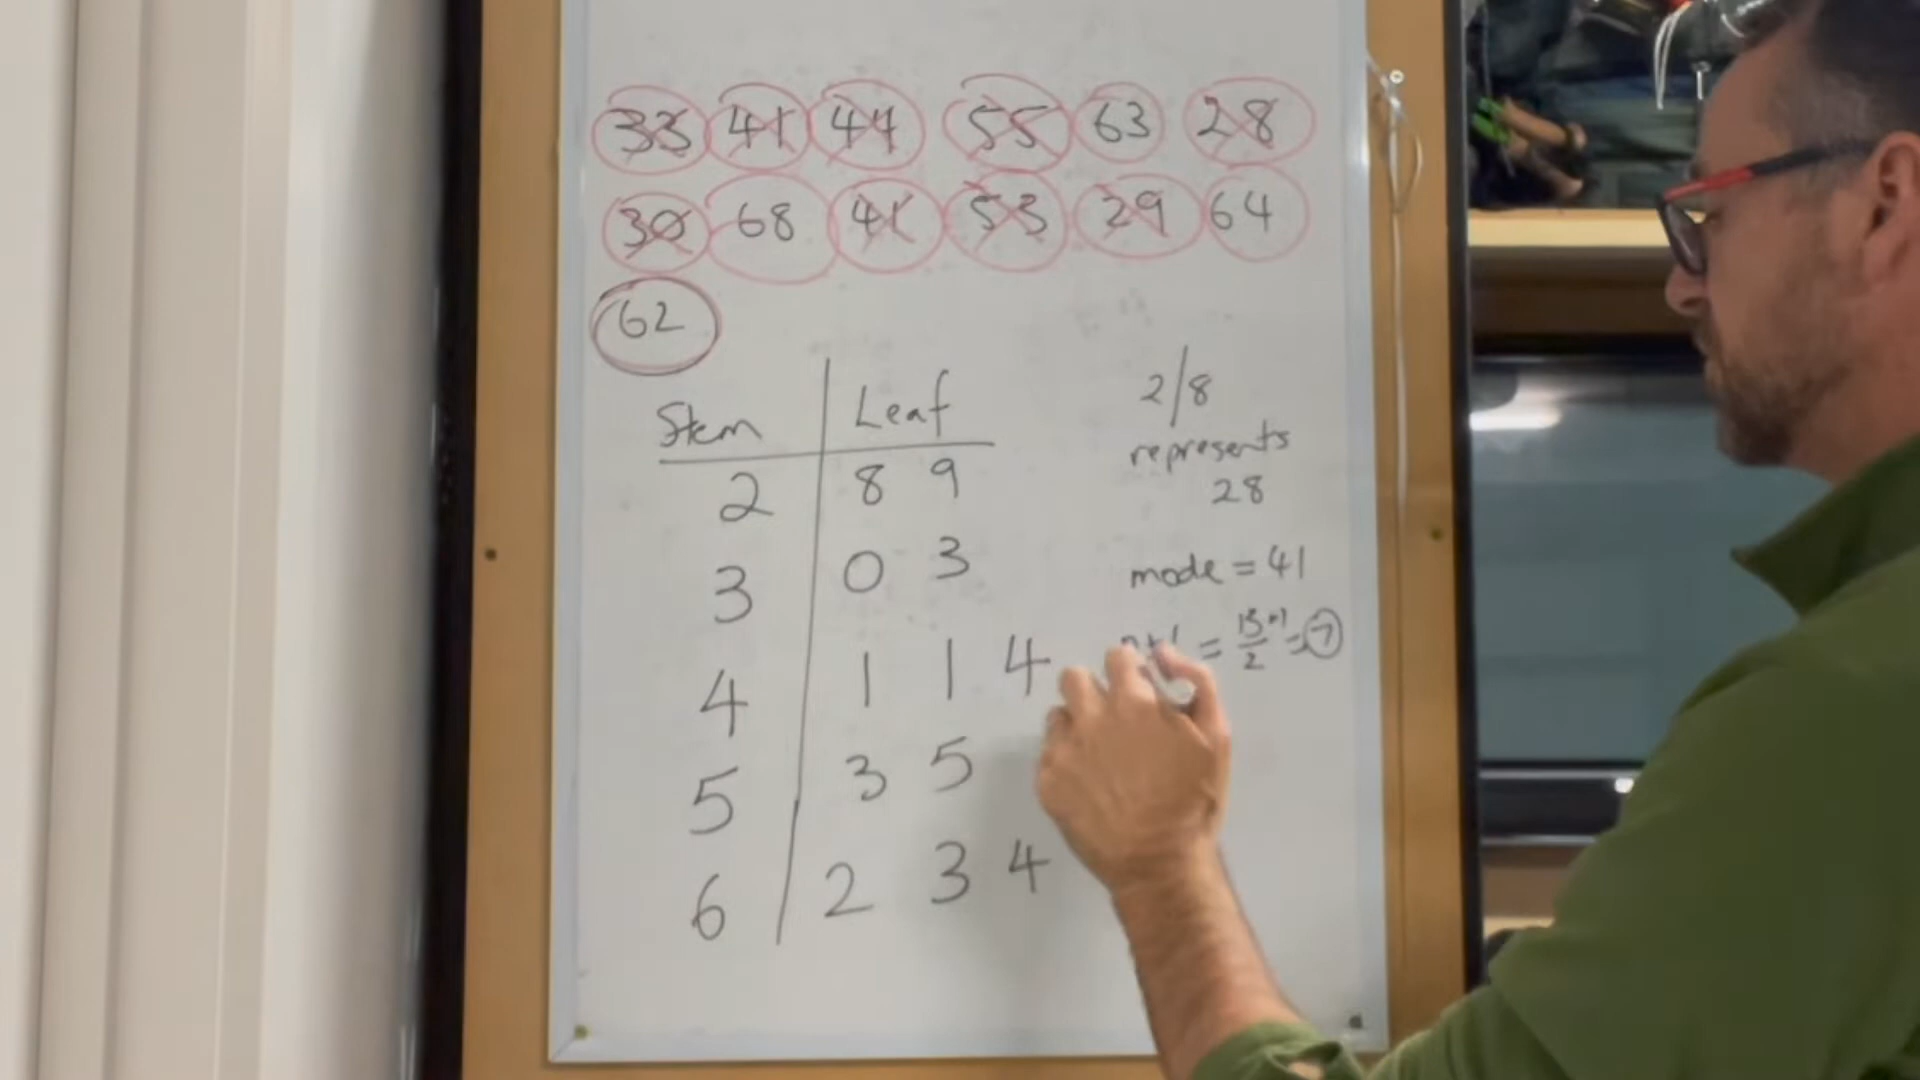 33 41 44 55 63 28
30 68 41 53 29 64
62
Stem Leaf
2 8 9
3 0 3
4 1 1 4
5 3 5
6 2 3 4
2/8
represents
28
mode = 41
= 13+1 / 2 = 7